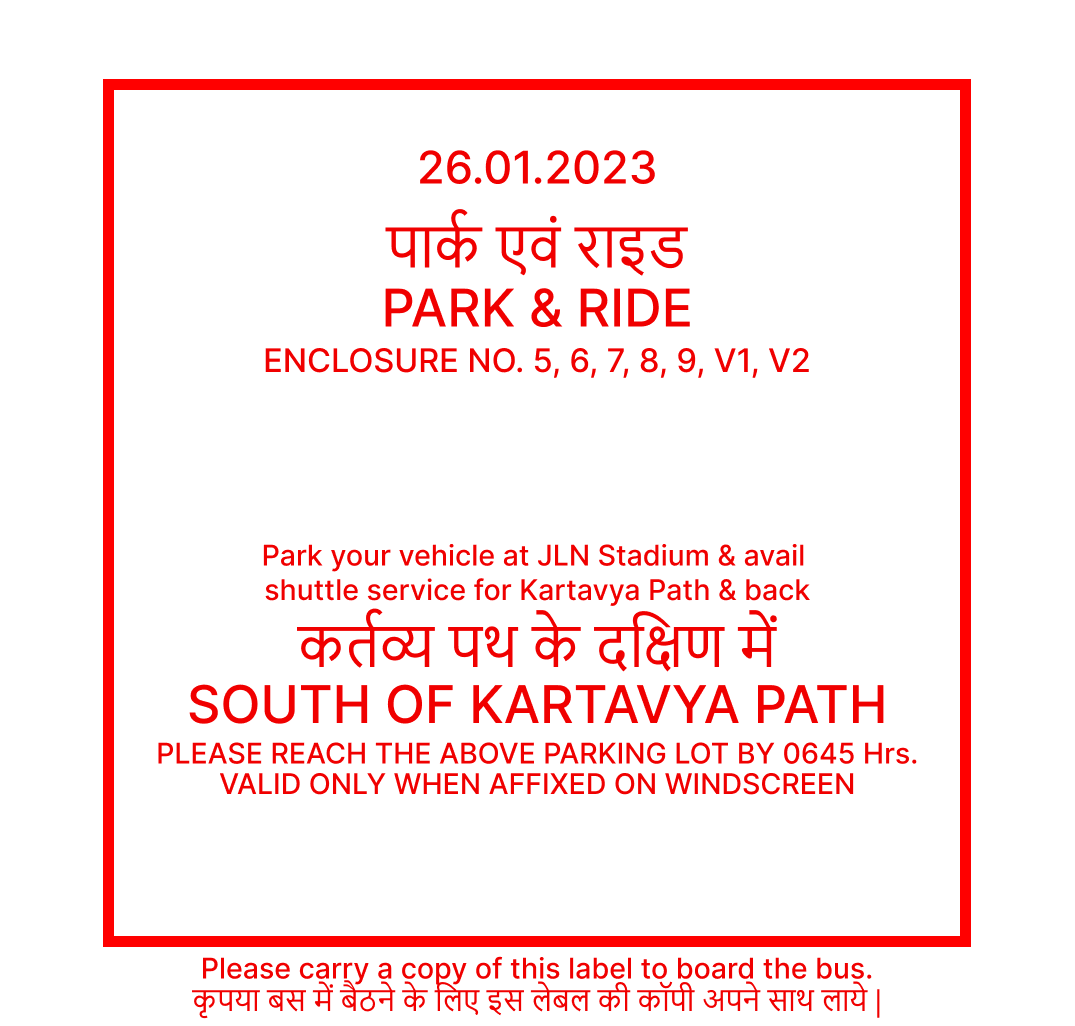 26.01.2023
पार्क एवं राइड
PARK & RIDE
ENCLOSURE NO. 5, 6, 7, 8, 9, V1, V2
Park your vehicle at JLN Stadium & avail
shuttle service for Kartavya Path & back
कर्तव्य पथ के दक्षिण में
SOUTH OF KARTAVYA PATH
PLEASE REACH THE ABOVE PARKING LOT BY 0645 Hrs.
VALID ONLY WHEN AFFIXED ON WINDSCREEN
Please carry a copy of this label to board the bus.
कृपया बस में बैठने के लिए इस लेबल की कॉपी अपने साथ लाये |